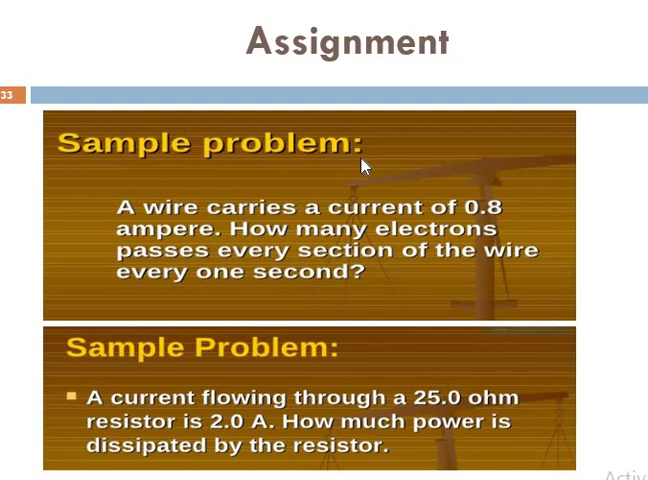 Assignment
33
Sample problem:
A wire carries a current of 0.8
ampere. How many electrons
passes every section of the wire
every one second?
Sample Problem:
A current flowing through a 25.0 ohm
resistor is 2.0 A. How much power is
dissipated by the resistor.
Activ